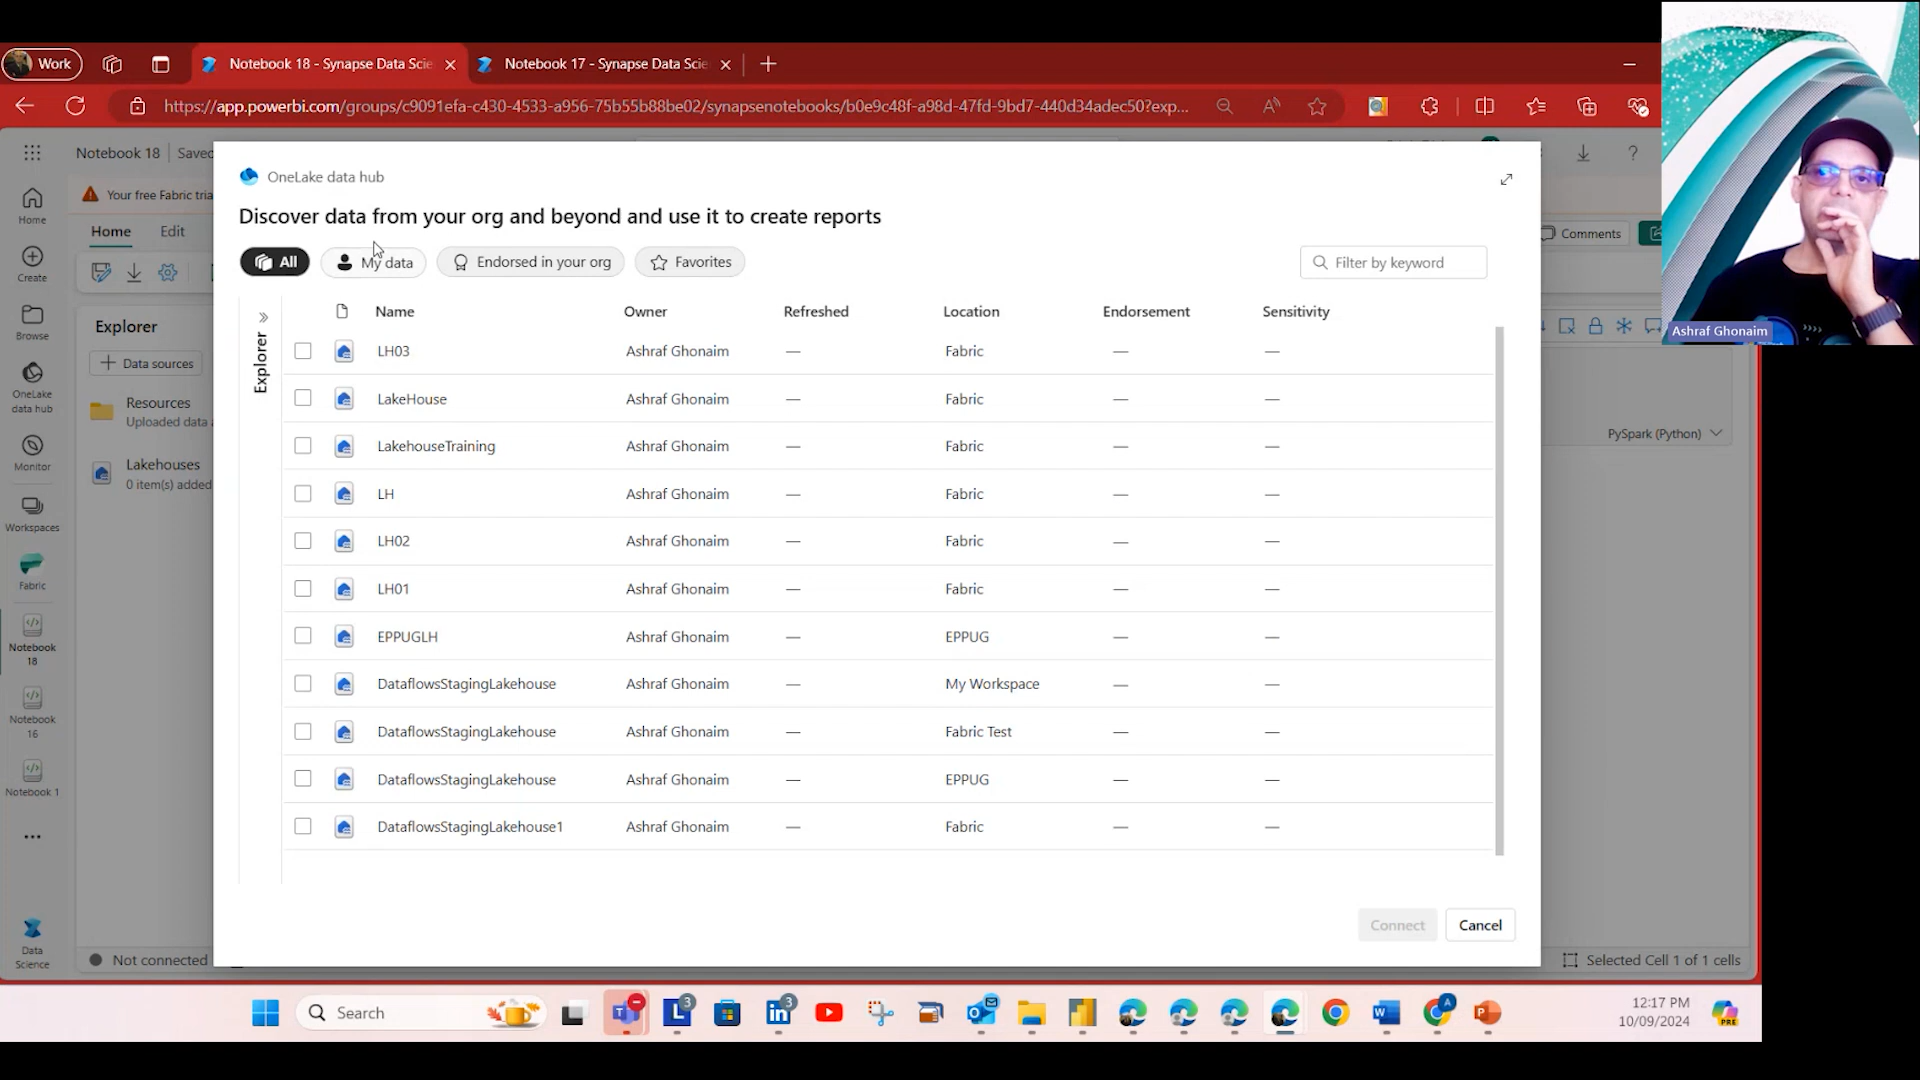 Work
Notebook 18 - Synapse Data Scie
Notebook 17 - Synapse Data Scie
https://app.powerbi.com/groups/c9091efa-c430-4533-a956-75b55b88be02/synapsenotebooks/b0e9c48f-a98d-47fd-9bd7-440d34adec50?exp...
Notebook 18 Saved
Your free Fabric tria
Home Edit
Home
Create
Browse
OneLake
data hub
Monitor
Workspaces
Fabric
Notebook
18
Notebook
16
Notebook 1
Data
Science
Explorer
Data sources
Resources
Uploaded data a
Lakehouses
0 item(s) added
Not connected
OneLake data hub
Discover data from your org and beyond and use it to create reports
All My data Endorsed in your org Favorites
Filter by keyword
Explorer
Name Owner Refreshed Location Endorsement Sensitivity
LH03 Ashraf Ghonaim — Fabric — —
LakeHouse Ashraf Ghonaim — Fabric — —
LakehouseTraining Ashraf Ghonaim — Fabric — —
LH Ashraf Ghonaim — Fabric — —
LH02 Ashraf Ghonaim — Fabric — —
LH01 Ashraf Ghonaim — Fabric — —
EPPUGLH Ashraf Ghonaim — EPPUG — —
DataflowsStagingLakehouse Ashraf Ghonaim — My Workspace — —
DataflowsStagingLakehouse Ashraf Ghonaim — Fabric Test — —
DataflowsStagingLakehouse Ashraf Ghonaim — EPPUG — —
DataflowsStagingLakehouse1 Ashraf Ghonaim — Fabric — —
Connect Cancel
Comments
PySpark (Python)
Selected Cell 1 of 1 cells
Ashraf Ghonaim
Search
3
3
A
PRE
12:17 PM
10/09/2024